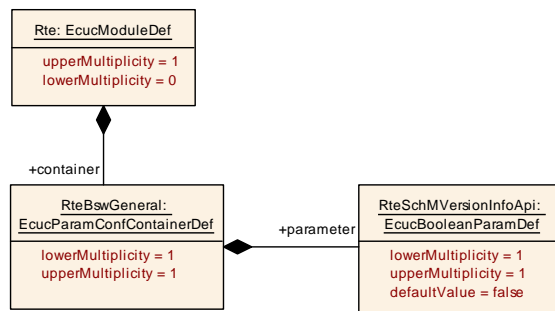 Rte: EcucModuleDef
upperMultiplicity = 1
lowerMultiplicity = 0
+container
RteBswGeneral:
EcucParamConfContainerDef
lowerMultiplicity = 1
upperMultiplicity = 1
+parameter
RteSchMVersionInfoApi:
EcucBooleanParamDef
lowerMultiplicity = 1
upperMultiplicity = 1
defaultValue = false